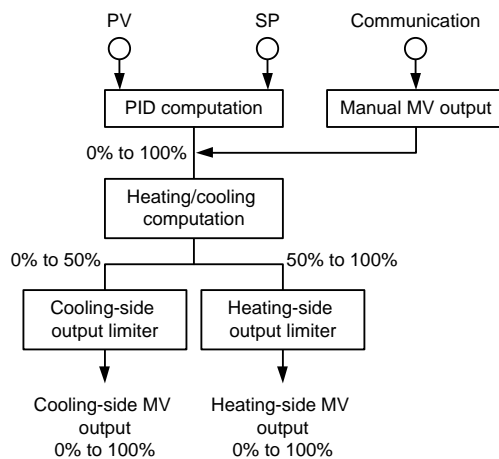 PV
SP
Communication
PID computation
Manual MV output
0% to 100%
Heating/cooling
computation
0% to 50%
50% to 100%
Cooling-side
output limiter
Heating-side
output limiter
Cooling-side MV
output
0% to 100%
Heating-side MV
output
0% to 100%